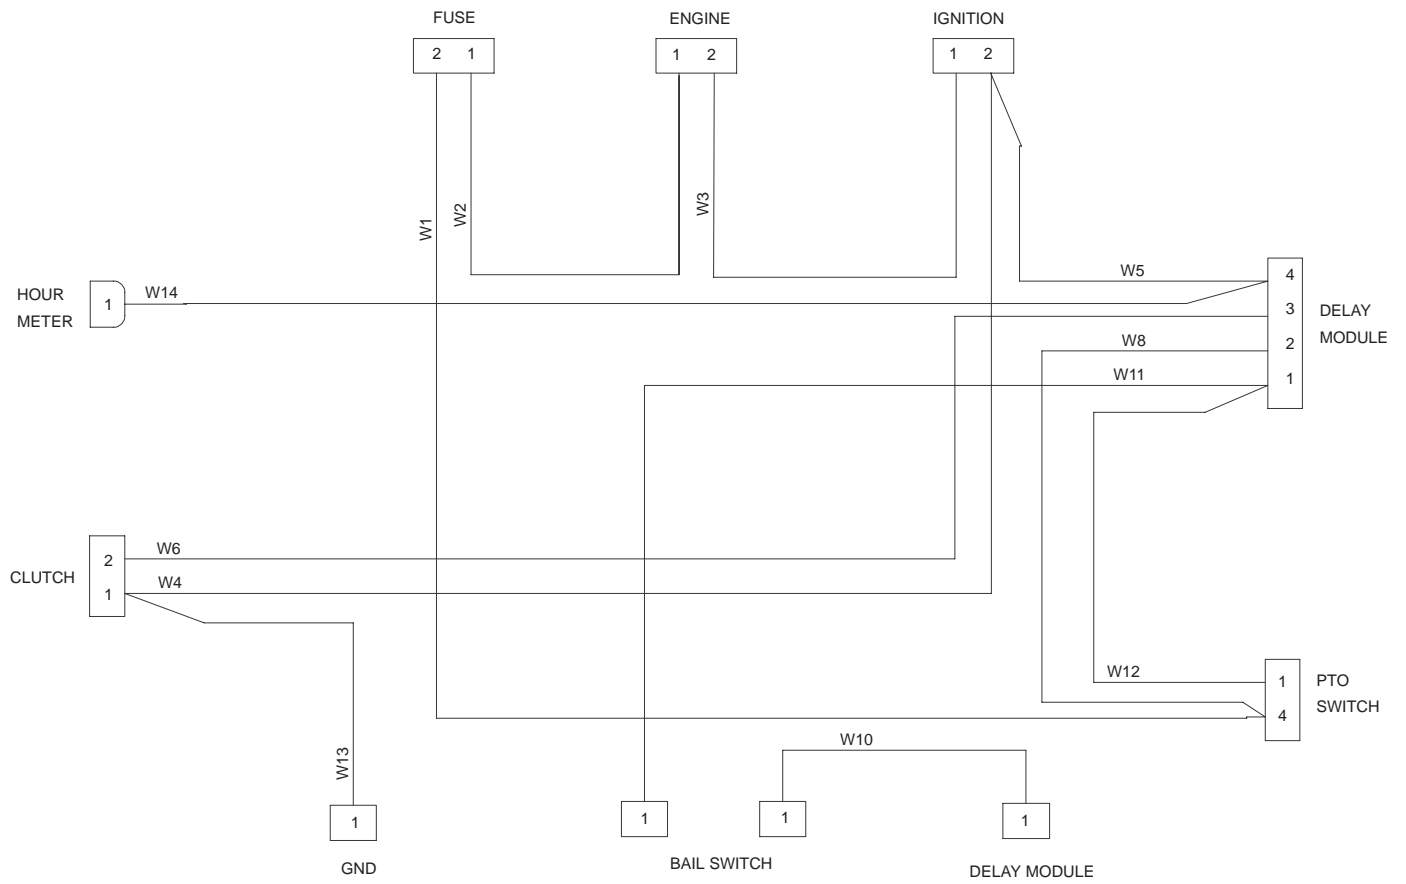 FUSE
ENGINE
IGNITION
2 1
1 2
1 2
W1
W2
W3
W5
4
3
2
1
DELAY
MODULE
HOUR
METER
1
W14
W8
W11
CLUTCH
2
1
W6
W4
W12
1
4
PTO
SWITCH
W13
W10
1
1
1
1
GND
BAIL SWITCH
DELAY MODULE